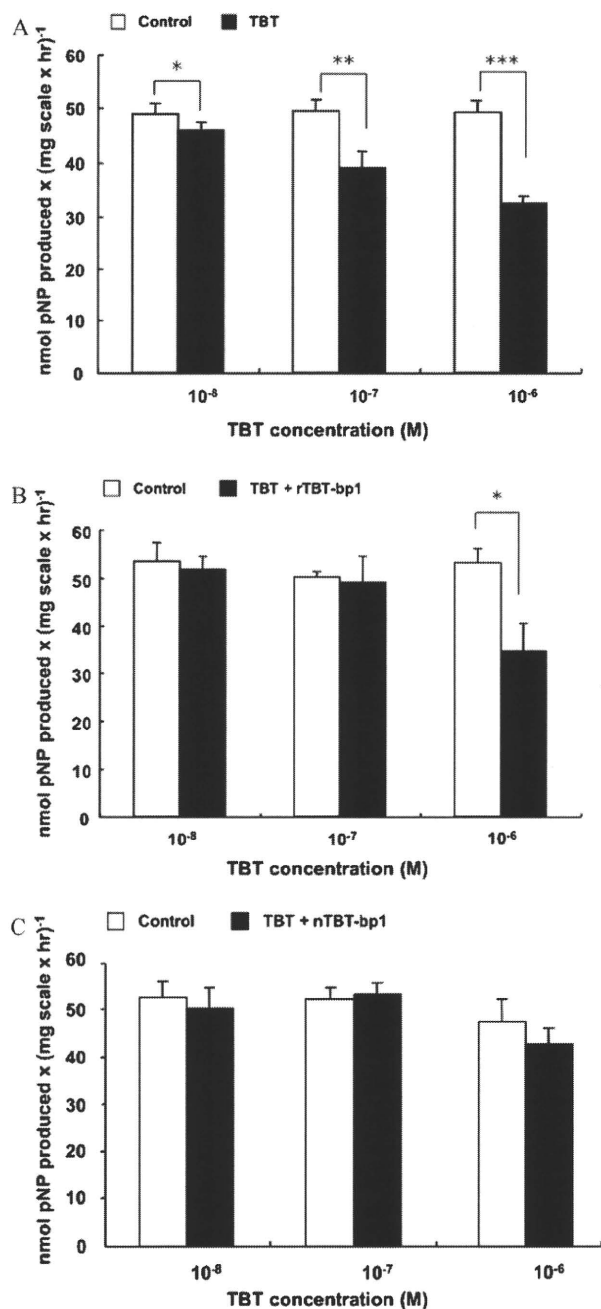 A
Control TBT
60
50
40
30
20
10
0
* ** ***
nmol pNP produced x (mg scale x hr)-1
10-8 10-7 10-6
TBT concentration (M)
B
Control TBT + rTBT-bp1
60
50
40
30
20
10
0
*
nmol pNP produced x (mg scale x hr)-1
10-8 10-7 10-6
TBT concentration (M)
C
Control TBT + nTBT-bp1
60
50
40
30
20
10
0
nmol pNP produced x (mg scale x hr)-1
10-8 10-7 10-6
TBT concentration (M)